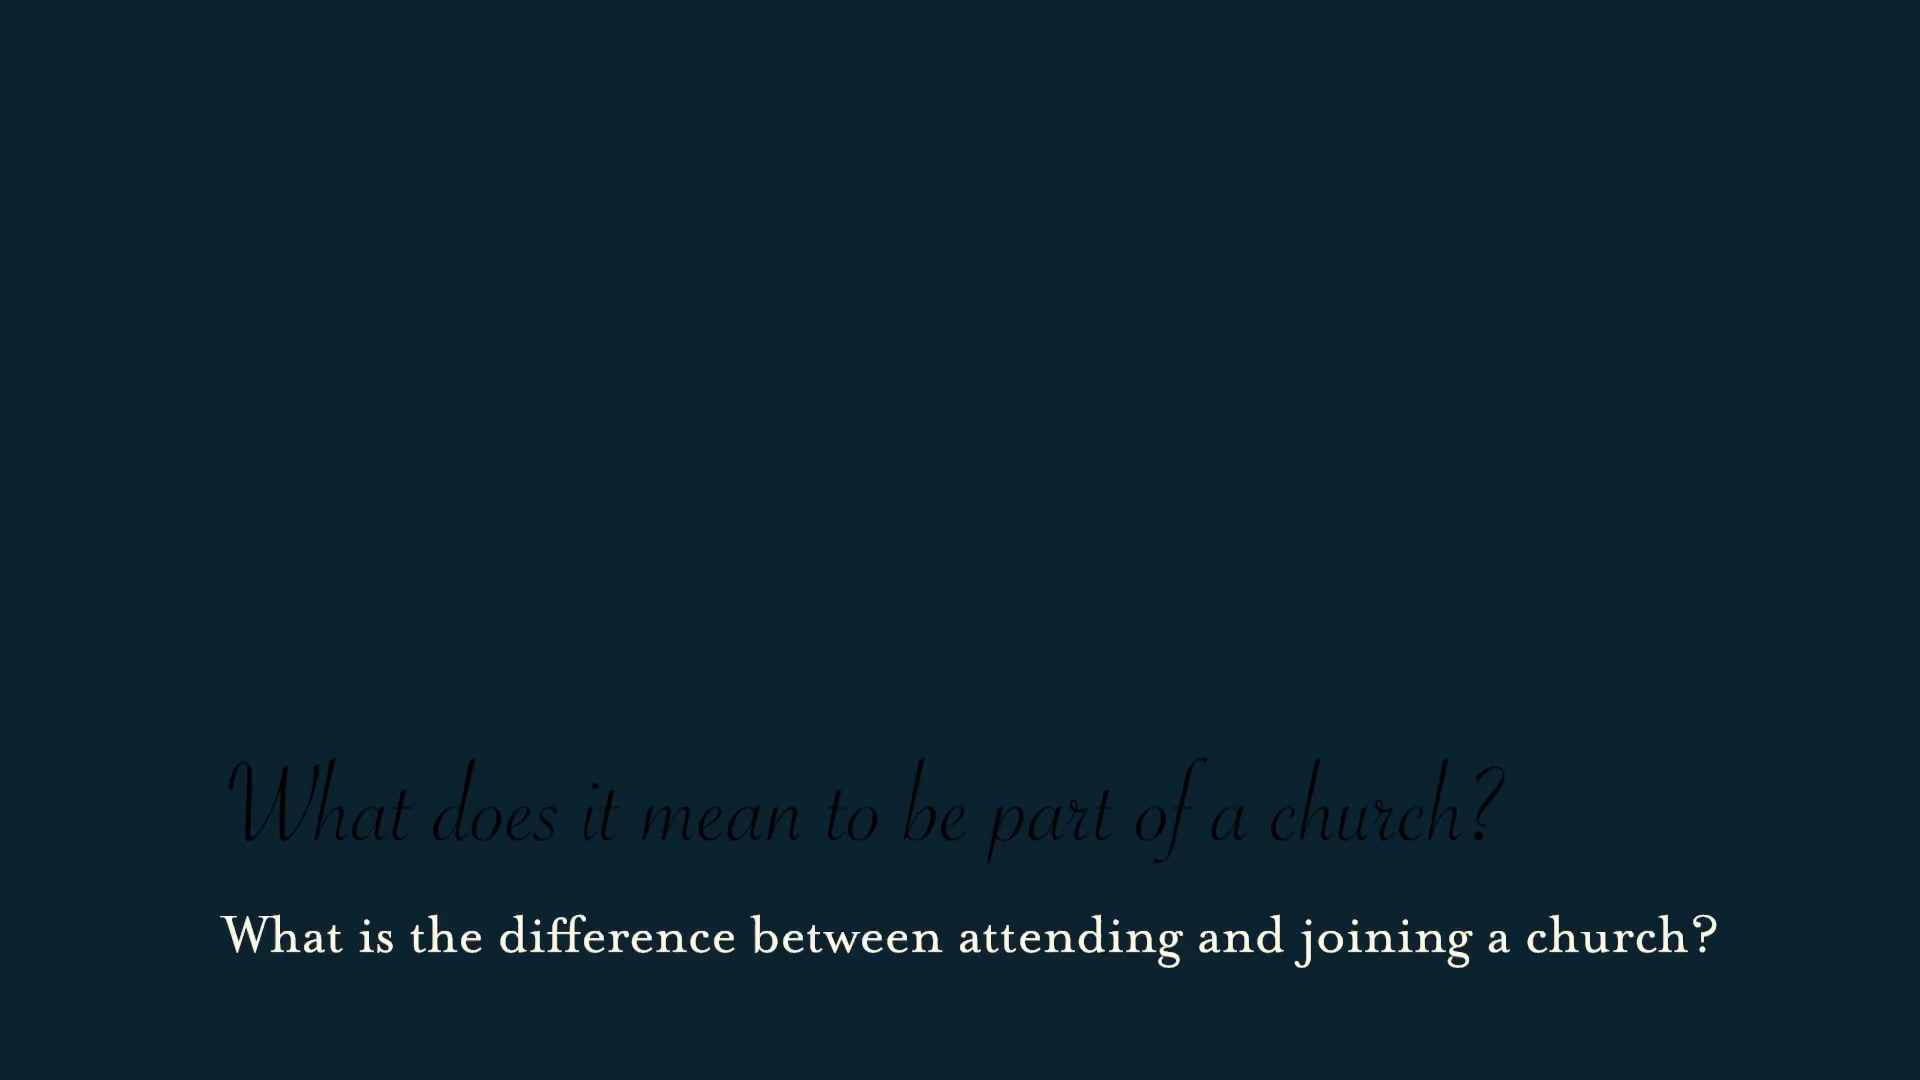 What does it mean to be part of a church?
What is the difference between attending and joining a church?